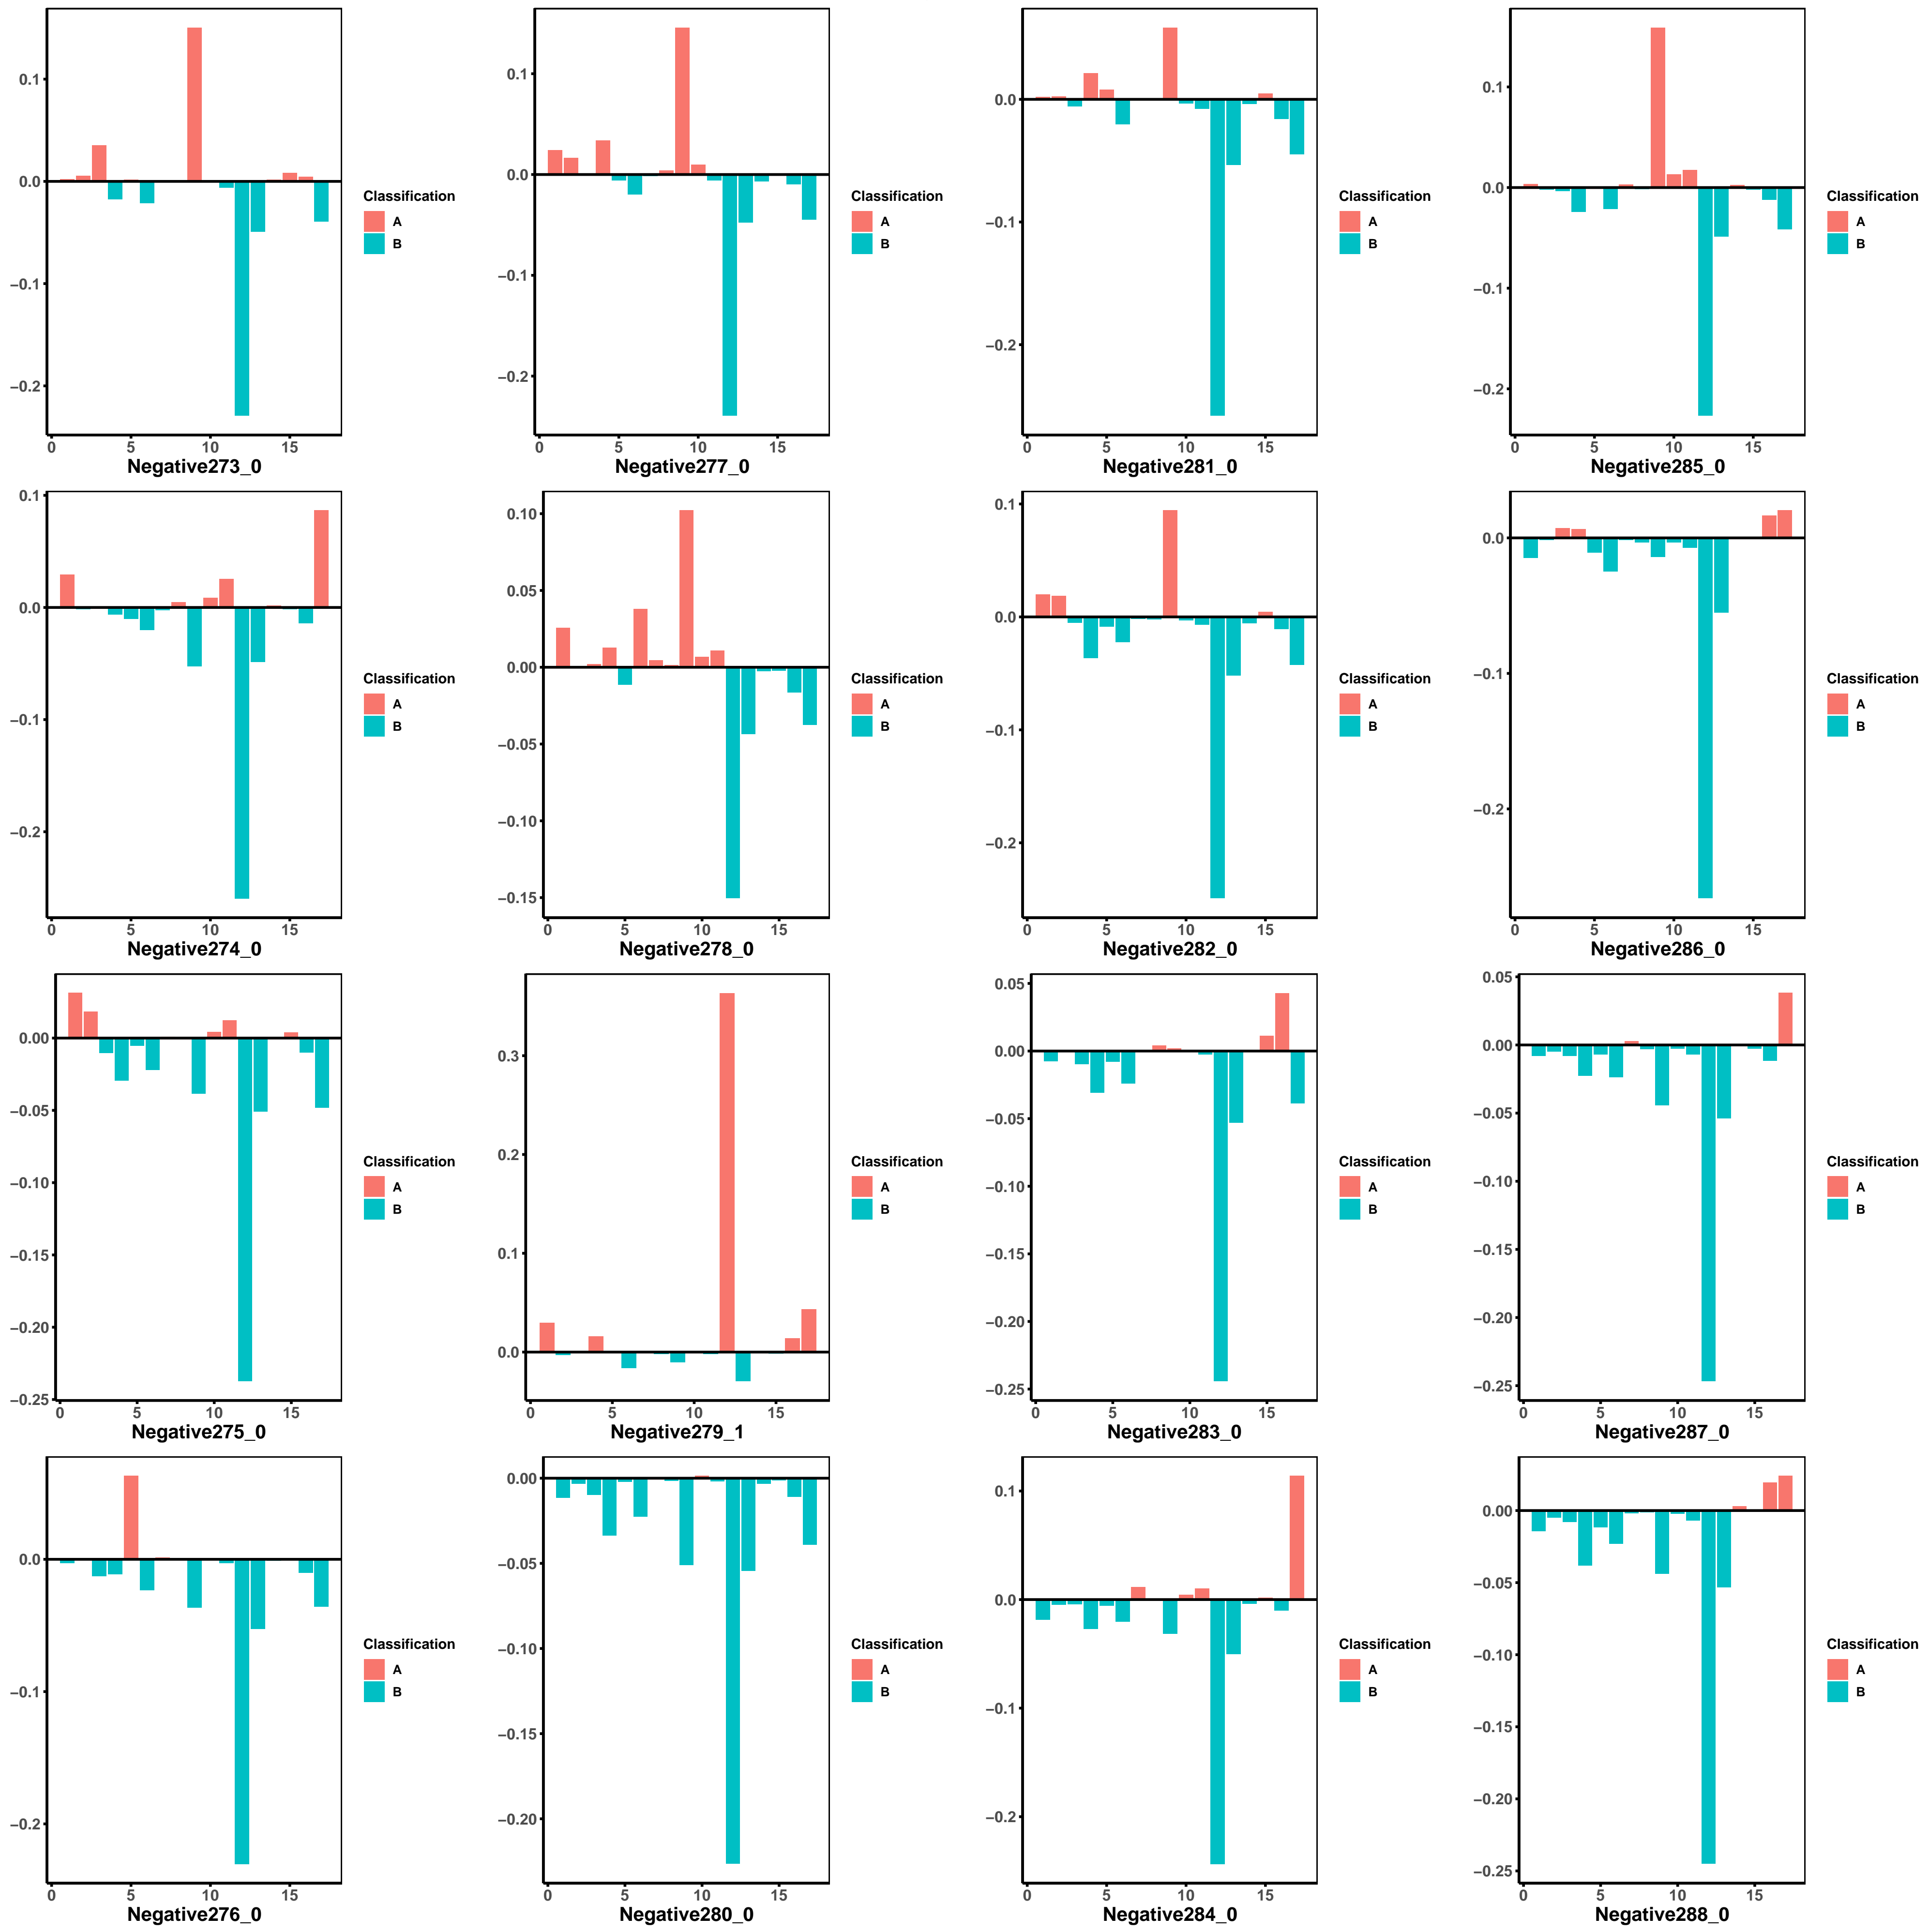 0.1
0.0
−0.1
−0.2
0 5 10 15
Negative273_0
Classification
A
B
0.1
0.0
−0.1
−0.2
0 5 10 15
Negative277_0
Classification
A
B
0.0
−0.1
−0.2
0 5 10 15
Negative281_0
Classification
A
B
0.1
0.0
−0.1
−0.2
0 5 10 15
Negative285_0
Classification
A
B
0.1
0.0
−0.1
−0.2
0 5 10 15
Negative274_0
Classification
A
B
0.10
0.05
0.00
−0.05
−0.10
−0.15
0 5 10 15
Negative278_0
Classification
A
B
0.1
0.0
−0.1
−0.2
0 5 10 15
Negative282_0
Classification
A
B
0.0
−0.1
−0.2
0 5 10 15
Negative286_0
Classification
A
B
0.00
−0.05
−0.10
−0.15
−0.20
−0.25
0 5 10 15
Negative275_0
Classification
A
B
0.3
0.2
0.1
0.0
0 5 10 15
Negative279_1
Classification
A
B
0.05
0.00
−0.05
−0.10
−0.15
−0.20
−0.25
0 5 10 15
Negative283_0
Classification
A
B
0.05
0.00
−0.05
−0.10
−0.15
−0.20
−0.25
0 5 10 15
Negative287_0
Classification
A
B
0.0
−0.1
−0.2
0 5 10 15
Negative276_0
Classification
A
B
0.00
−0.05
−0.10
−0.15
−0.20
0 5 10 15
Negative280_0
Classification
A
B
0.1
0.0
−0.1
−0.2
0 5 10 15
Negative284_0
Classification
A
B
0.00
−0.05
−0.10
−0.15
−0.20
−0.25
0 5 10 15
Negative288_0
Classification
A
B